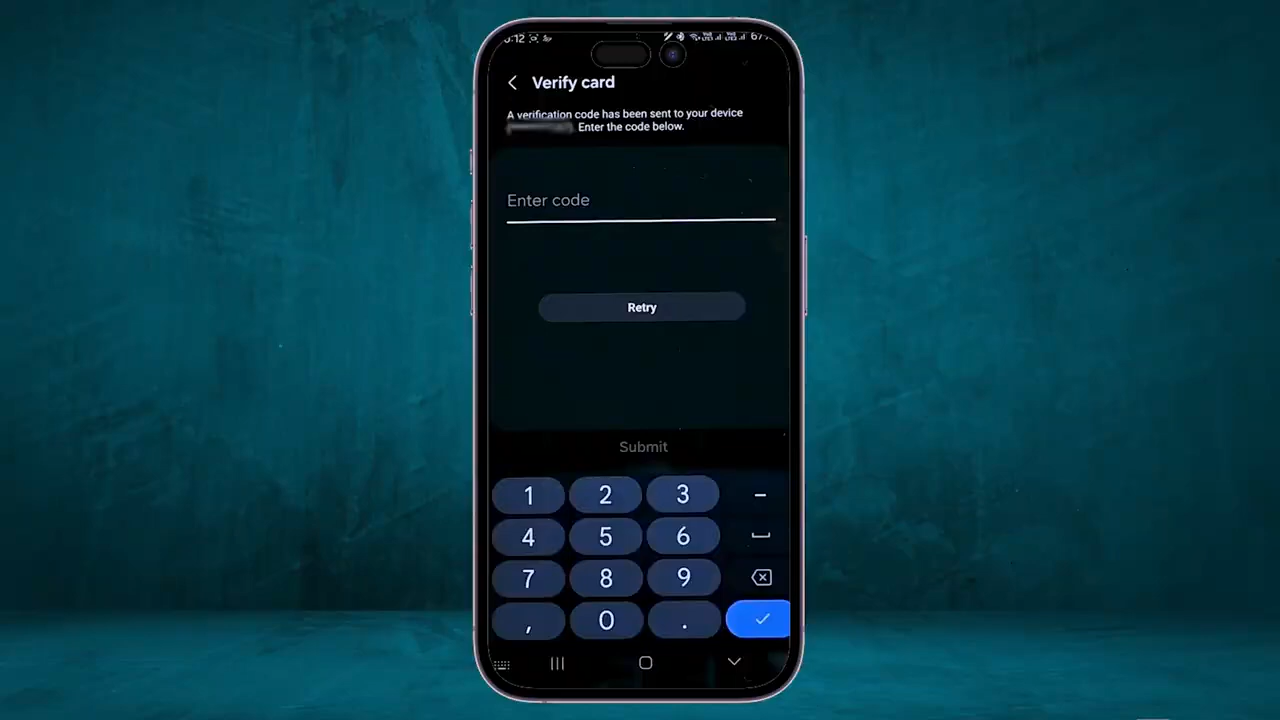 Verify card
A verification code has been sent to your device
. Enter the code below.
Enter code
Retry
Submit
1 2 3 -
4 5 6
7 8 9
, 0 .